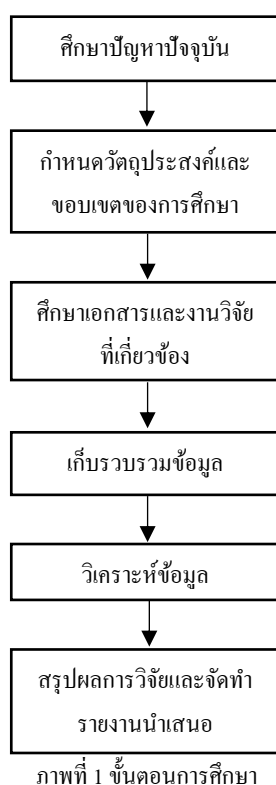 ศึกษาปัญหาปัจจุบัน
กำหนดวัตถุประสงค์และ
ขอบเขตของการศึกษา
ศึกษาเอกสารและงานวิจัย
ที่เกี่ยวข้อง
เก็บรวบรวมข้อมูล
วิเคราะห์ข้อมูล
สรุปผลการวิจัยและจัดทำ
รายงานนำเสนอ
ภาพที่ 1 ขั้นตอนการศึกษา